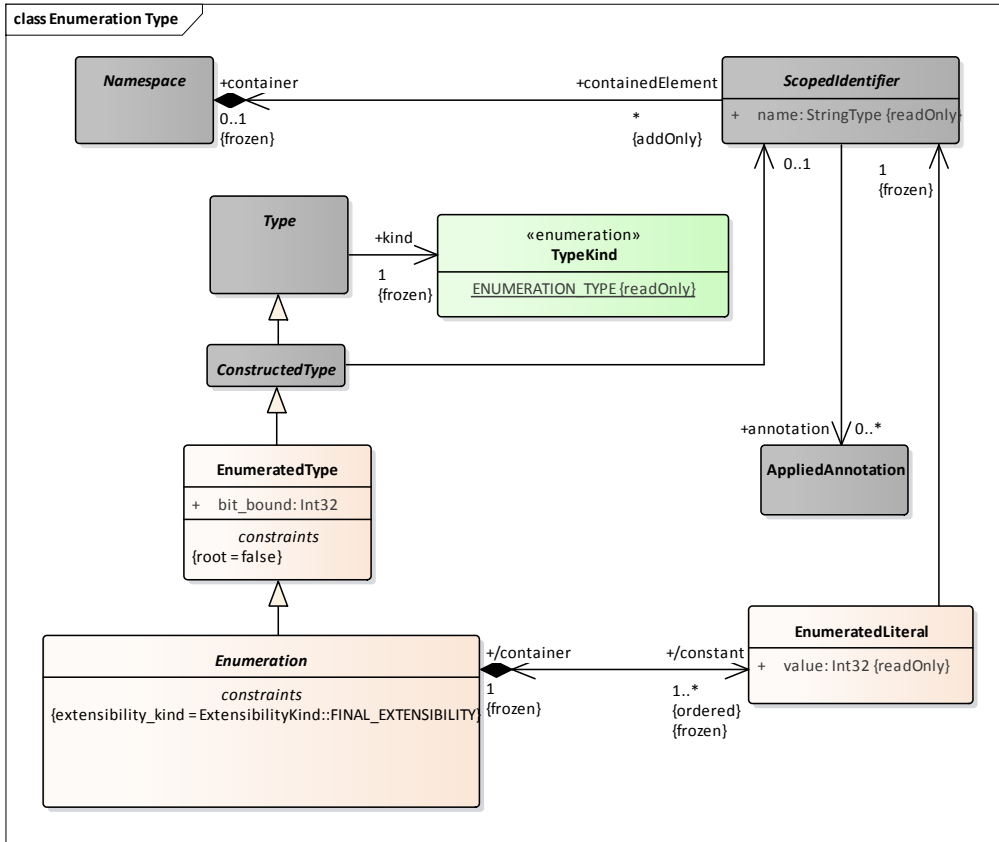 class Enumeration Type
Namespace
+container
0..1
{frozen}
+containedElement
*
{addOnly}
ScopedIdentifier
+ name: StringType {readOnly}
0..1
1
{frozen}
Type
+kind
1
{frozen}
«enumeration»
TypeKind
ENUMERATION_TYPE {readOnly}
ConstructedType
+annotation
0..*
AppliedAnnotation
EnumeratedType
+ bit_bound: Int32
constraints
{root = false}
Enumeration
constraints
{extensibility_kind = ExtensibilityKind::FINAL_EXTENSIBILITY}
+/container
1
{frozen}
+/constant
1..*
{ordered}
{frozen}
EnumeratedLiteral
+ value: Int32 {readOnly}